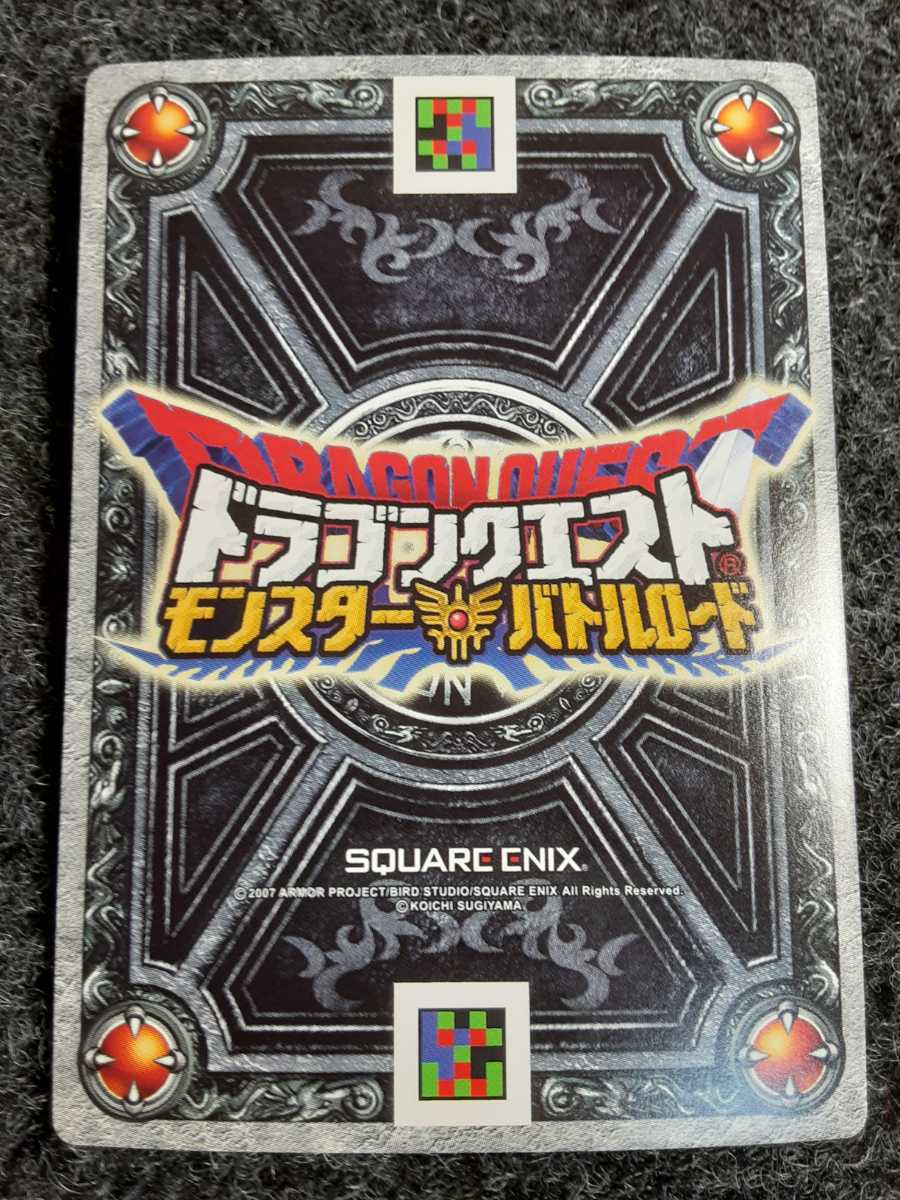 DRAGON QUEST
ドラゴンクエスト®
モンスターバトルロード
SQUARE ENIX®
©2007 ARMOR PROJECT/BIRD STUDIO/SQUARE ENIX All Rights Reserved.
©KOICHI SUGIYAMA